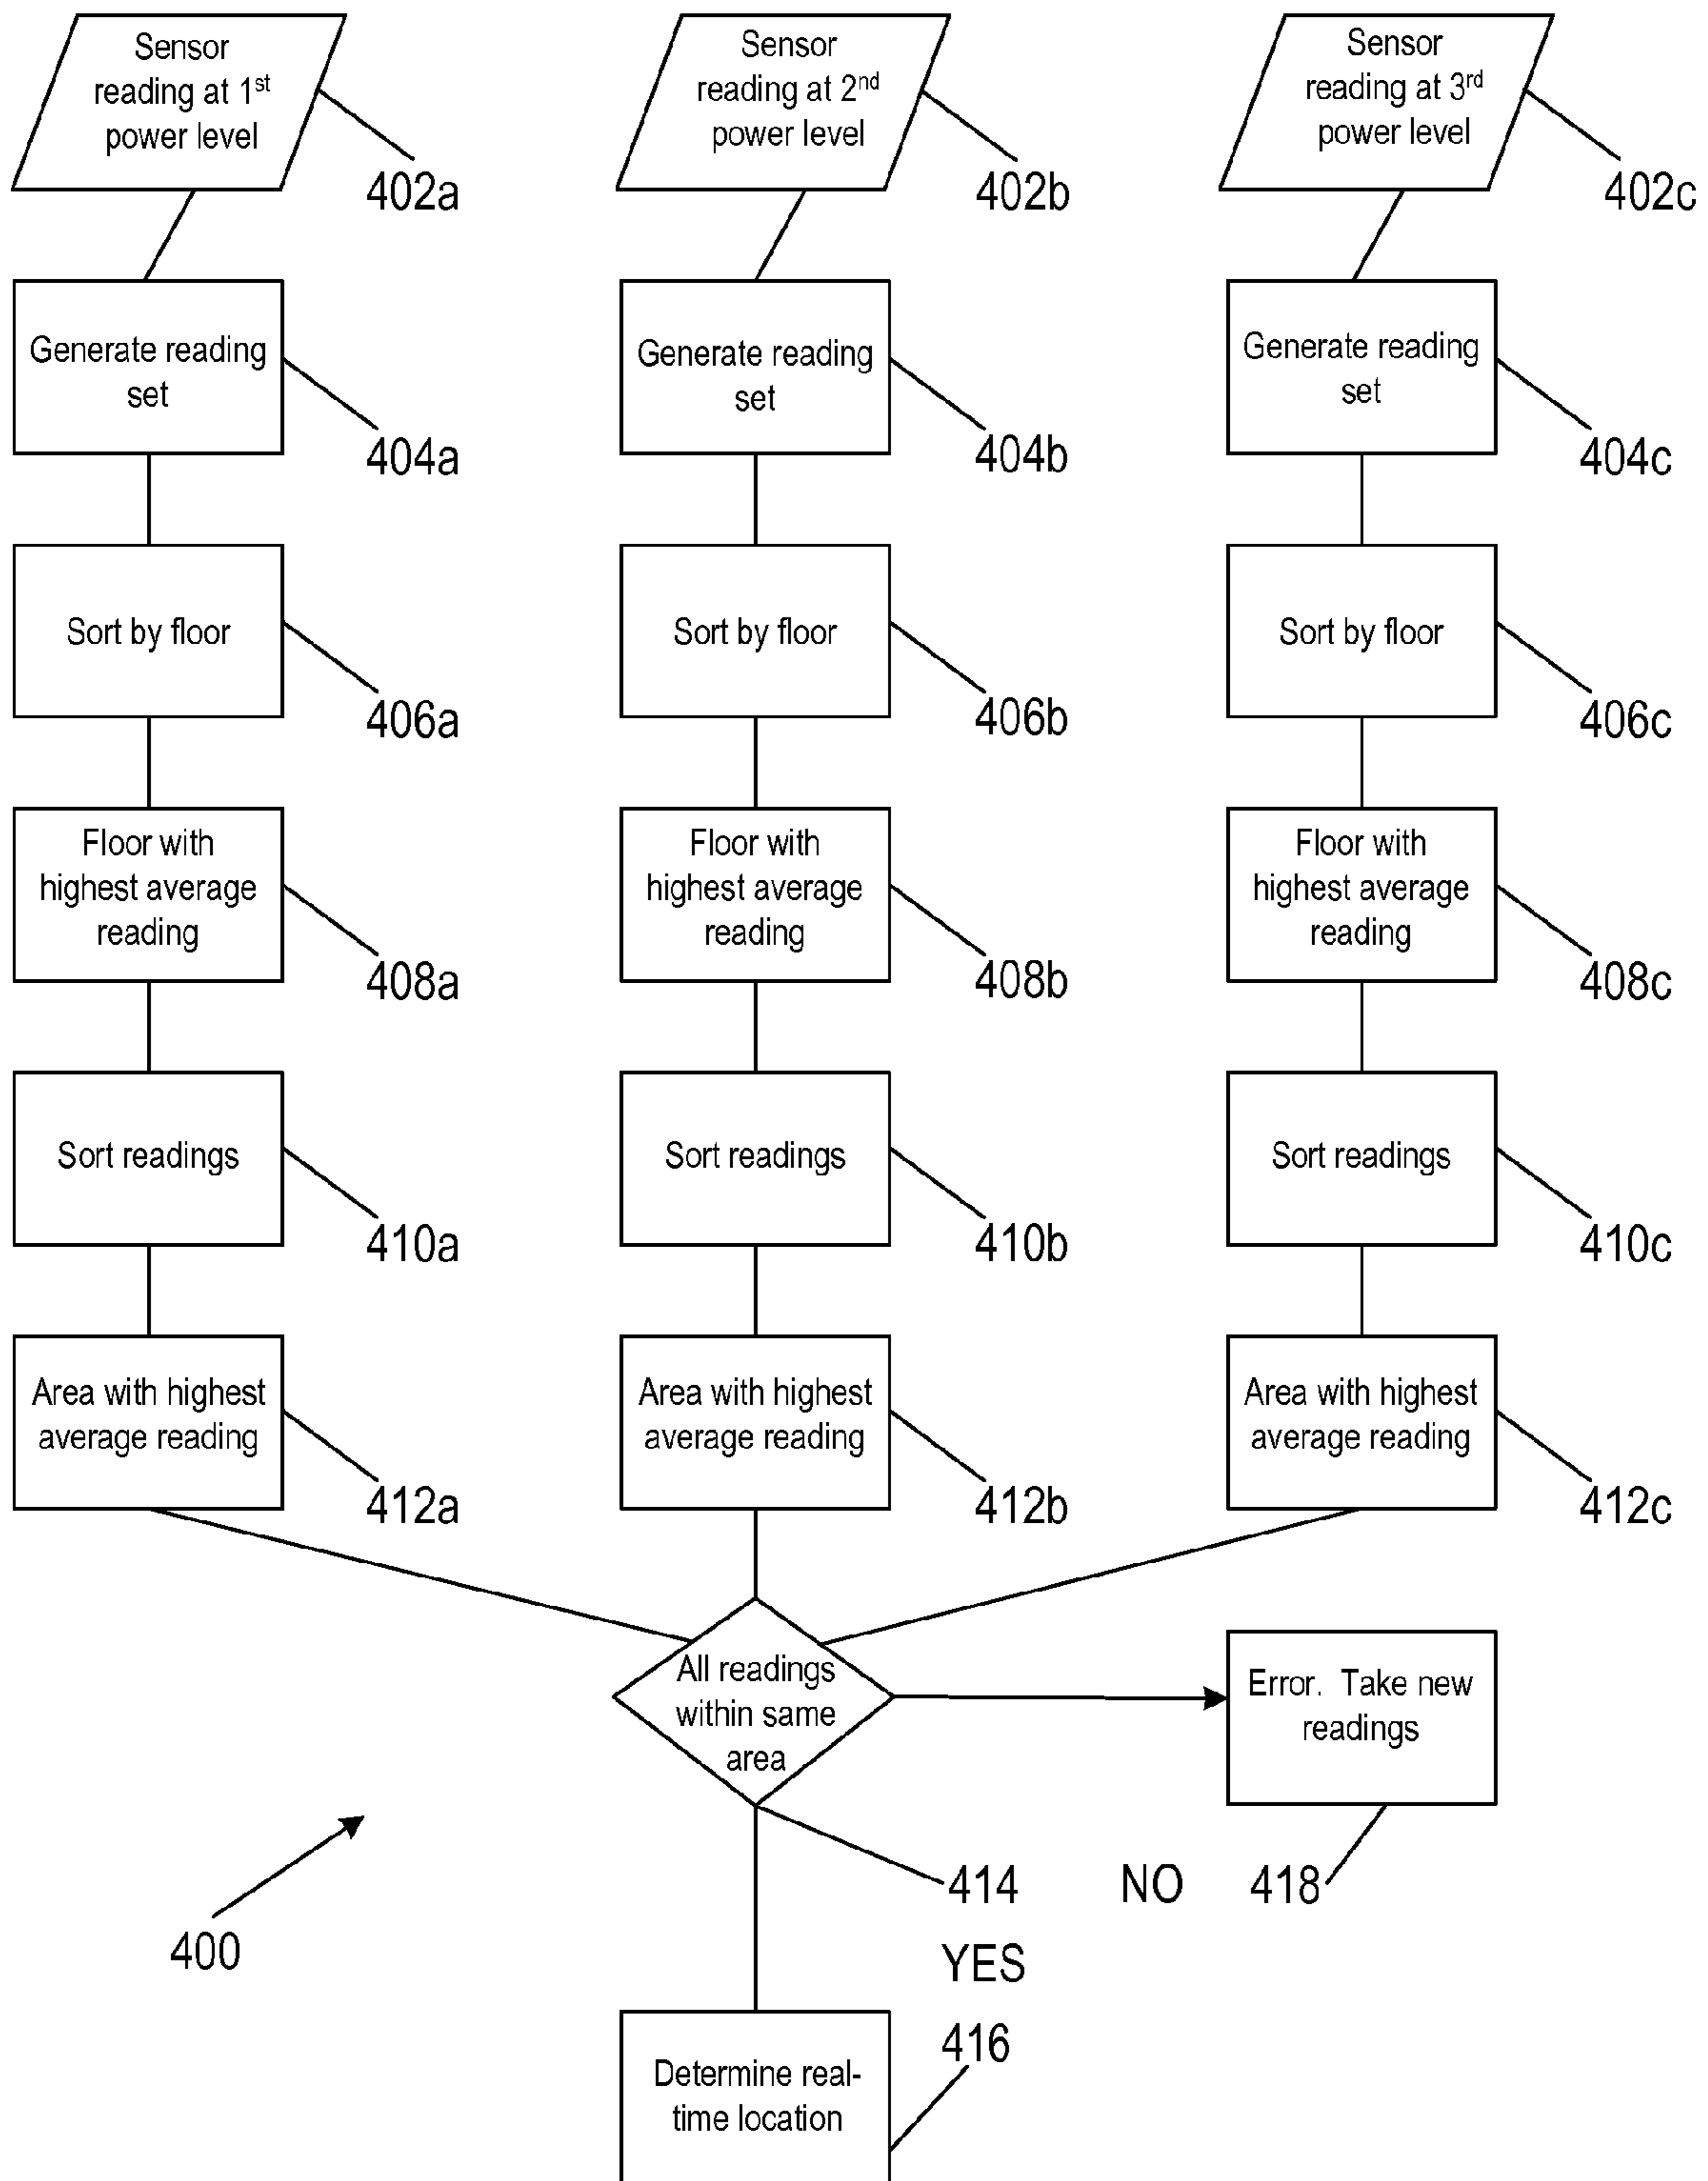 Sensor
reading at 1st
power level
402a
Sensor
reading at 2nd
power level
402b
Sensor
reading at 3rd
power level
402c
Generate reading
set
404a
Generate reading
set
404b
Generate reading
set
404c
Sort by floor
406a
Sort by floor
406b
Sort by floor
406c
Floor with
highest average
reading
408a
Floor with
highest average
reading
408b
Floor with
highest average
reading
408c
Sort readings
410a
Sort readings
410b
Sort readings
410c
Area with highest
average reading
412a
Area with highest
average reading
412b
Area with highest
average reading
412c
All readings
within same
area
Error.  Take new
readings
414
NO
418
400
YES
416
Determine real-
time location